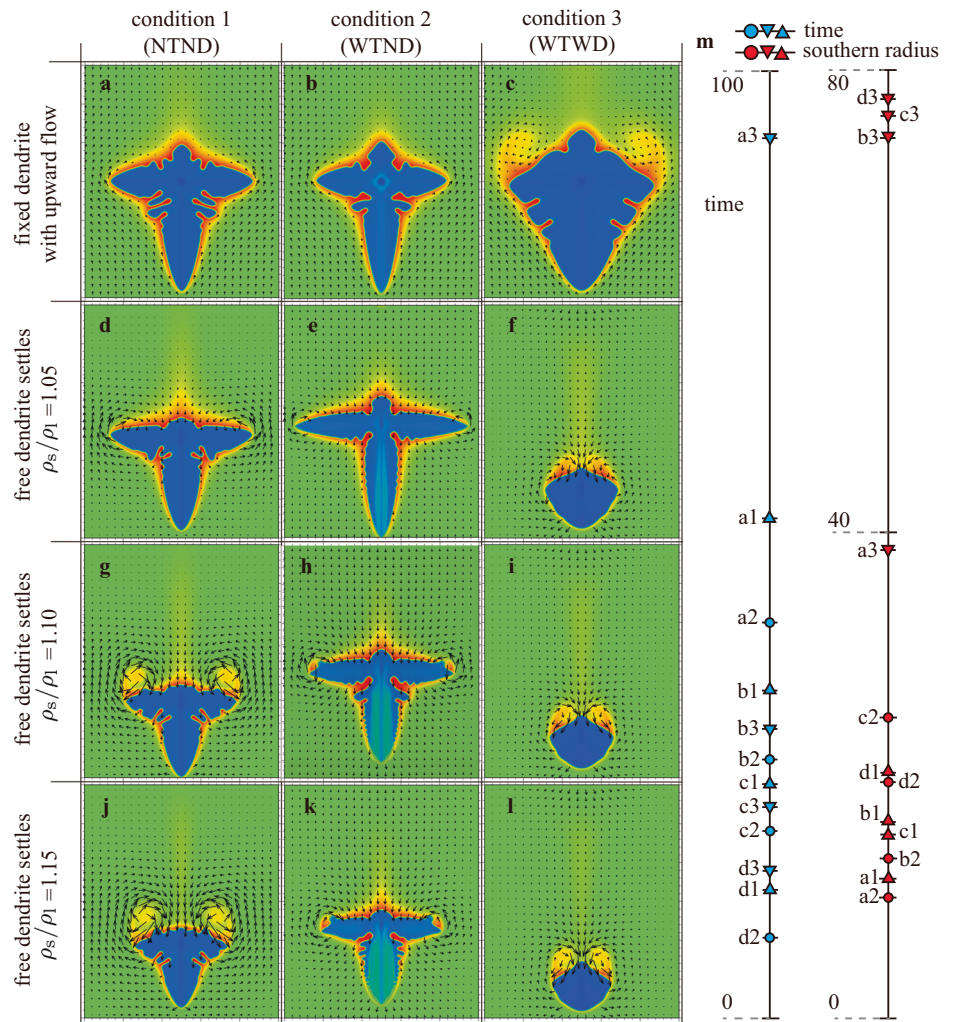 condition 1
(NTND)
condition 2
(WTND)
condition 3
(WTWD)
m
time
southern radius
fixed dendrite
with upward flow
a
b
c
free dendrite settles
ρs/ρl =1.05
d
e
f
free dendrite settles
ρs/ρl =1.10
g
h
i
free dendrite settles
ρs/ρl =1.15
j
k
l
100
a3
time
a1
a2
b1
b3
b2
c1
c3
c2
d3
d1
d2
0
80
d3
c3
b3
40
a3
c2
d1
d2
b1
c1
b2
a1
a2
0